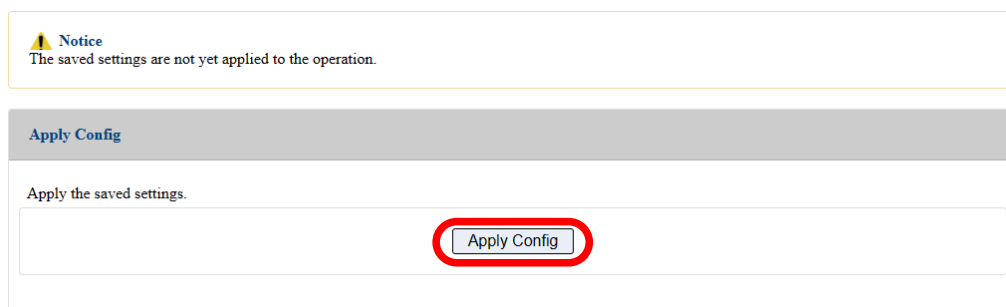 Notice
The saved settings are not yet applied to the operation.
Apply Config
Apply the saved settings.
Apply Config